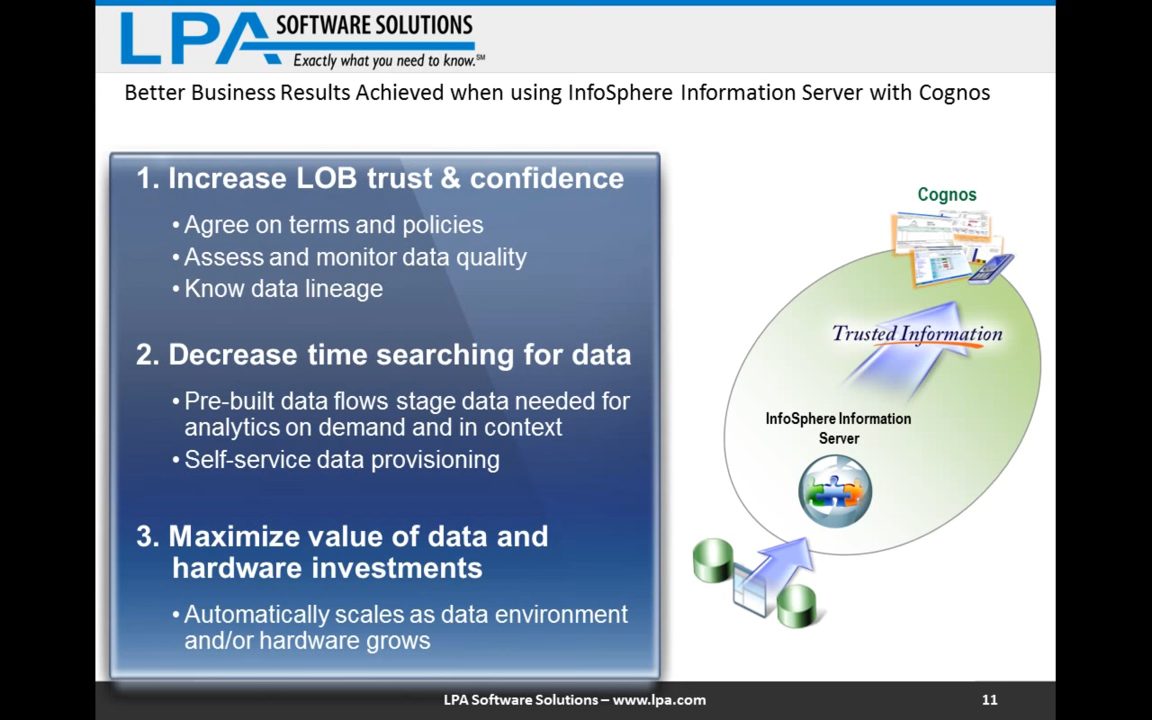 LPA SOFTWARE SOLUTIONS
Exactly what you need to know.℠
Better Business Results Achieved when using InfoSphere Information Server with Cognos
1. Increase LOB trust & confidence
• Agree on terms and policies
• Assess and monitor data quality
• Know data lineage
2. Decrease time searching for data
• Pre-built data flows stage data needed for
analytics on demand and in context
• Self-service data provisioning
3. Maximize value of data and
hardware investments
• Automatically scales as data environment
and/or hardware grows
Cognos
Trusted Information
InfoSphere Information
Server
LPA Software Solutions – www.lpa.com
11